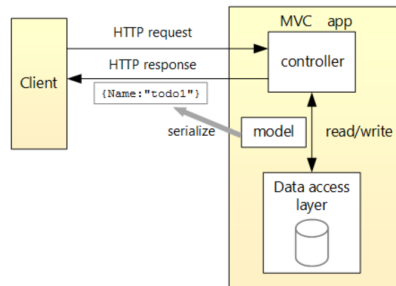 MVC app
HTTP request
controller
HTTP response
Client
{Name:"todo1"}
serialize
model
read/write
Data access
layer